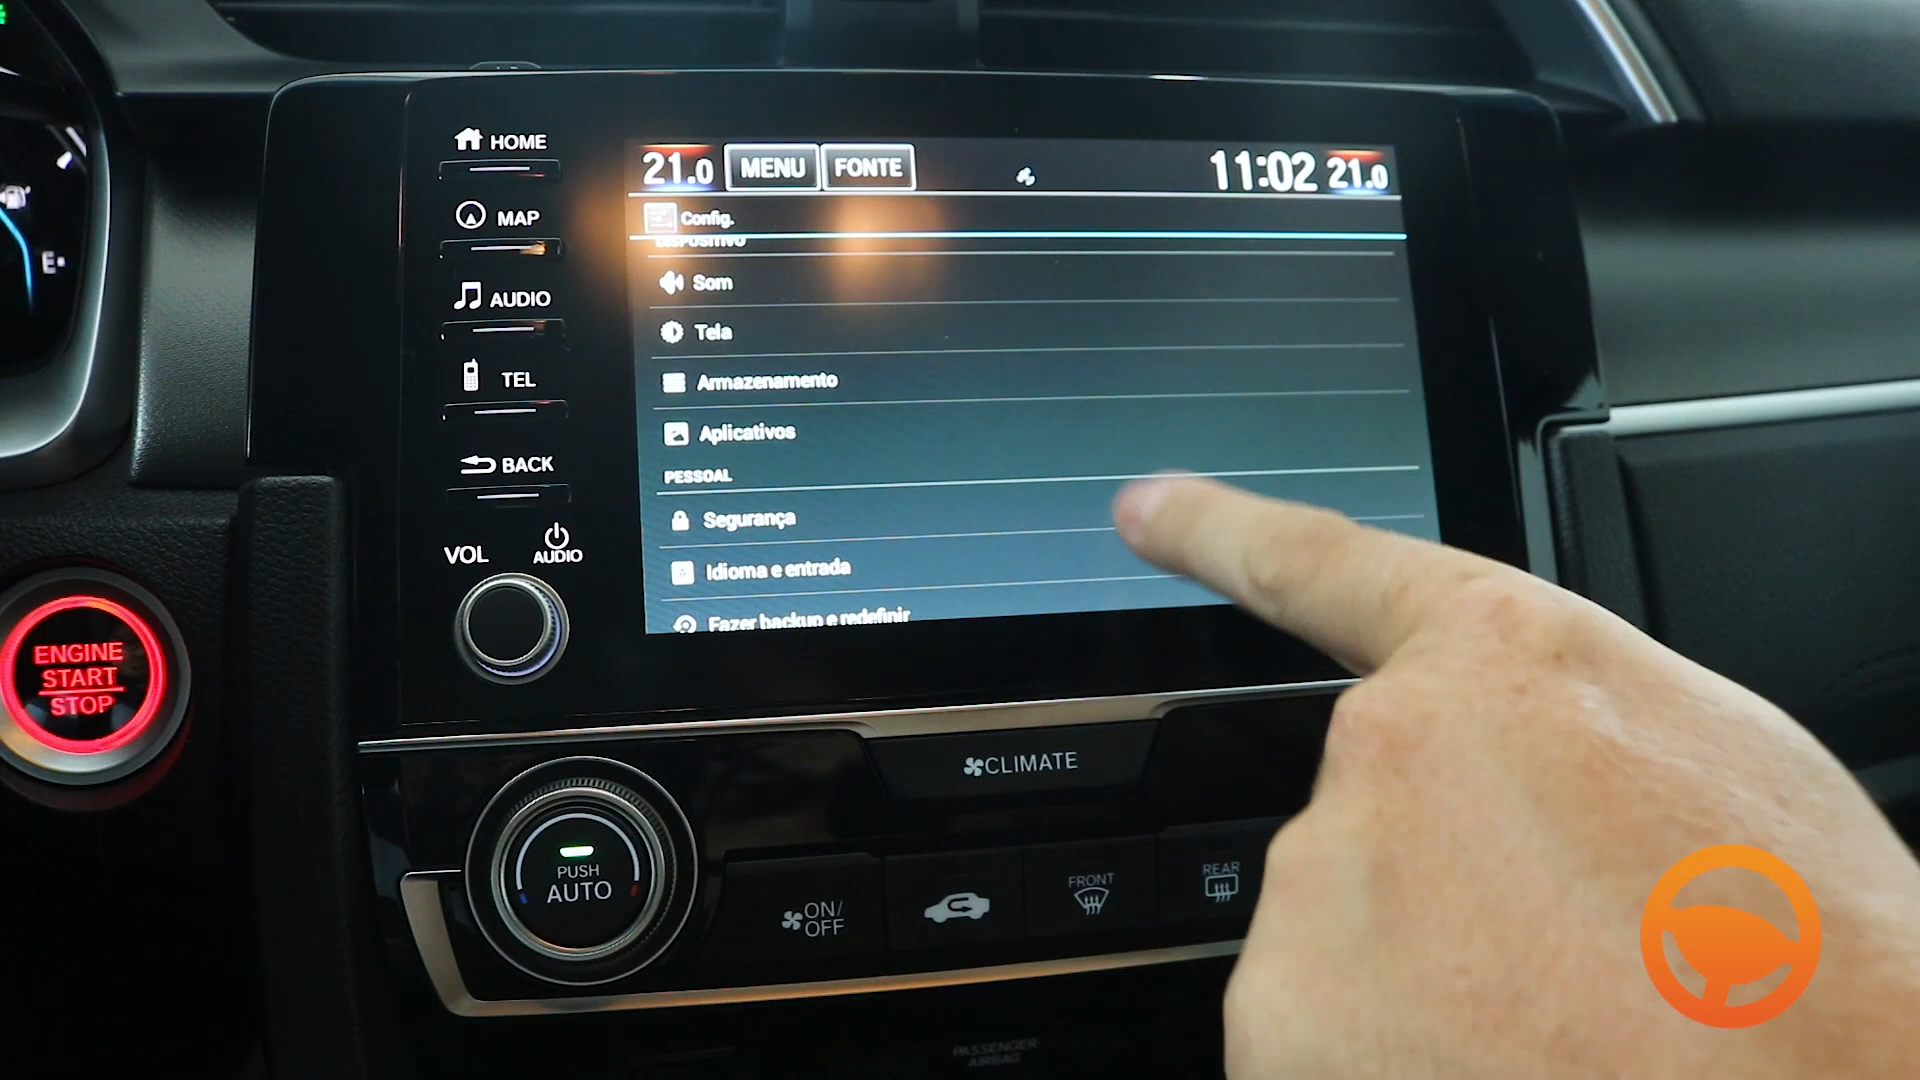 HOME
MAP
AUDIO
TEL
BACK
VOL
AUDIO
21.0 MENU FONTE 11:02 21.0
Config.
DISPOSITIVO
Som
Tela
Armazenamento
Aplicativos
PESSOAL
Segurança
Idioma e entrada
Fazer backup e redefinir
E
ENGINE
START
STOP
CLIMATE
PUSH
AUTO
ON/
OFF
FRONT
REAR
PASSENGER
AIRBAG